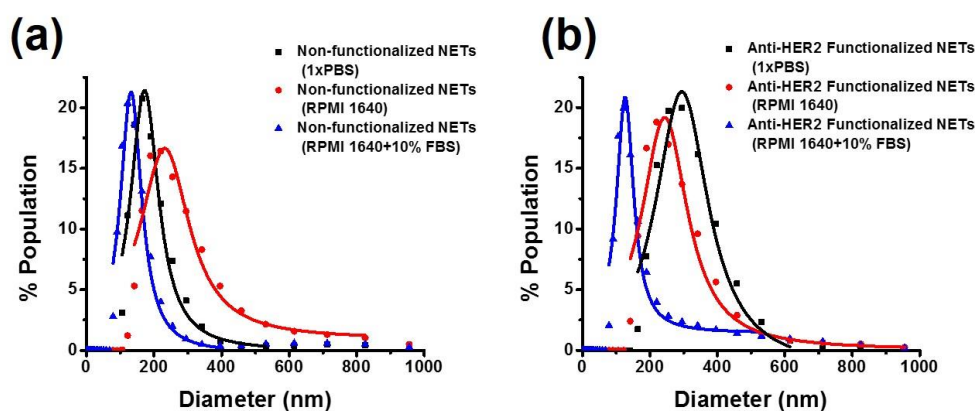 (a)
Non-functionalized NETs
(1xPBS)
Non-functionalized NETs
(RPMI 1640)
Non-functionalized NETs
(RPMI 1640+10% FBS)
% Population
20
15
10
5
0
0 200 400 600 800 1000
Diameter (nm)
(b)
Anti-HER2 Functionalized NETs
(1xPBS)
Anti-HER2 Functionalized NETs
(RPMI 1640)
Anti-HER2 Functionalized NETs
(RPMI 1640+10% FBS)
% Population
20
15
10
5
0
0 200 400 600 800 1000
Diameter (nm)